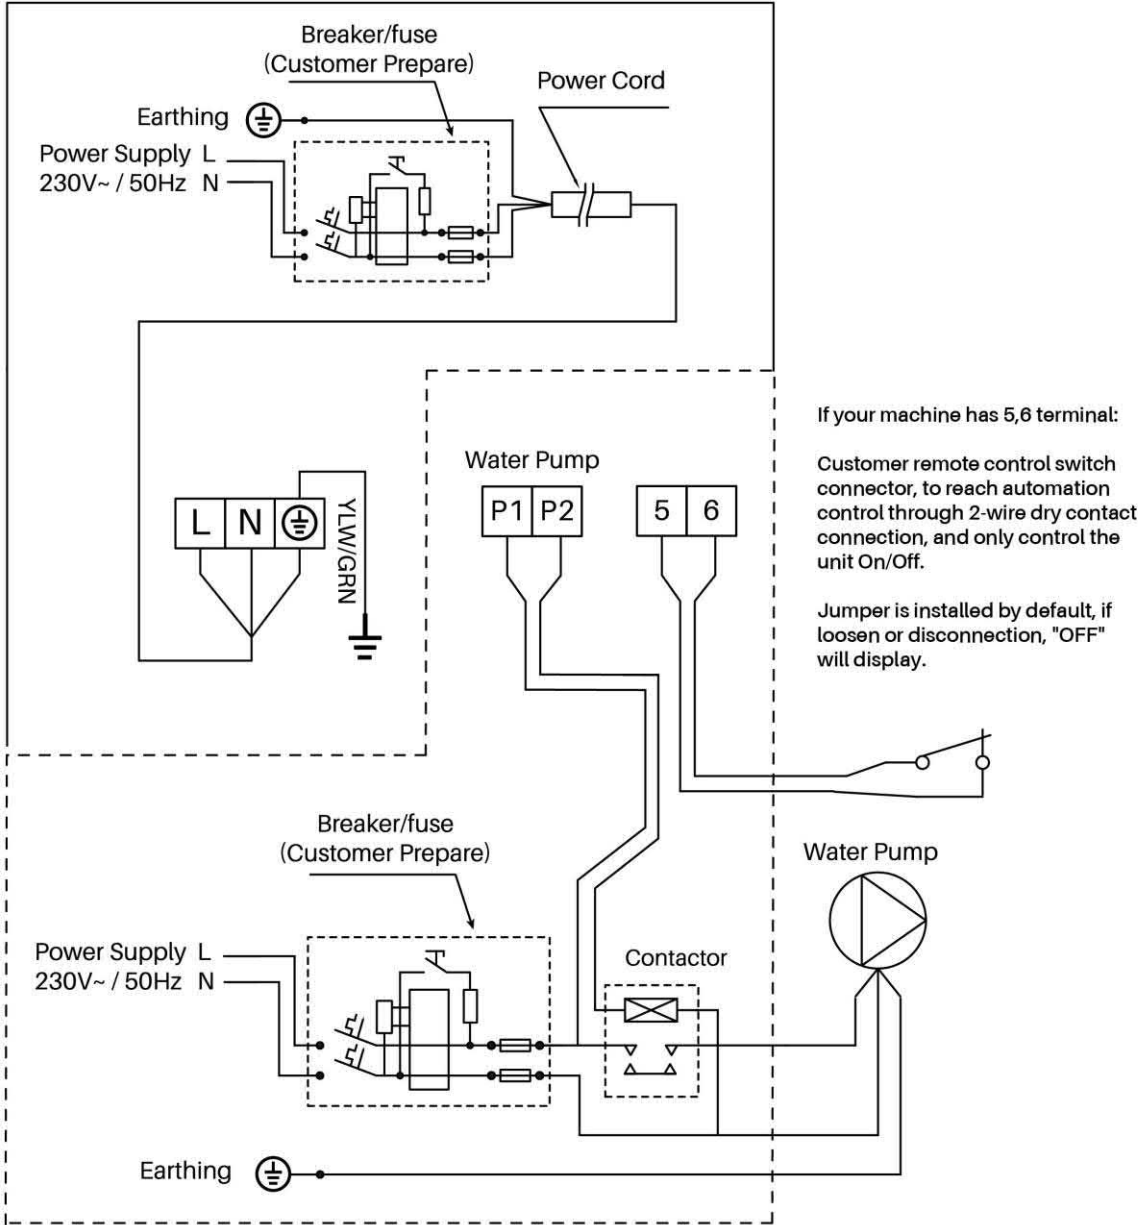 Breaker/fuse
(Customer Prepare)
Power Cord
Earthing
Power Supply L
230V~ / 50Hz N
If your machine has 5,6 terminal:
Customer remote control switch
connector, to reach automation
control through 2-wire dry contact
connection, and only control the
unit On/Off.
Jumper is installed by default, if
loosen or disconnection, "OFF"
will display.
Water Pump
P1 P2
5 6
L N
YLW/GRN
Breaker/fuse
(Customer Prepare)
Water Pump
Power Supply L
230V~ / 50Hz N
Contactor
Earthing